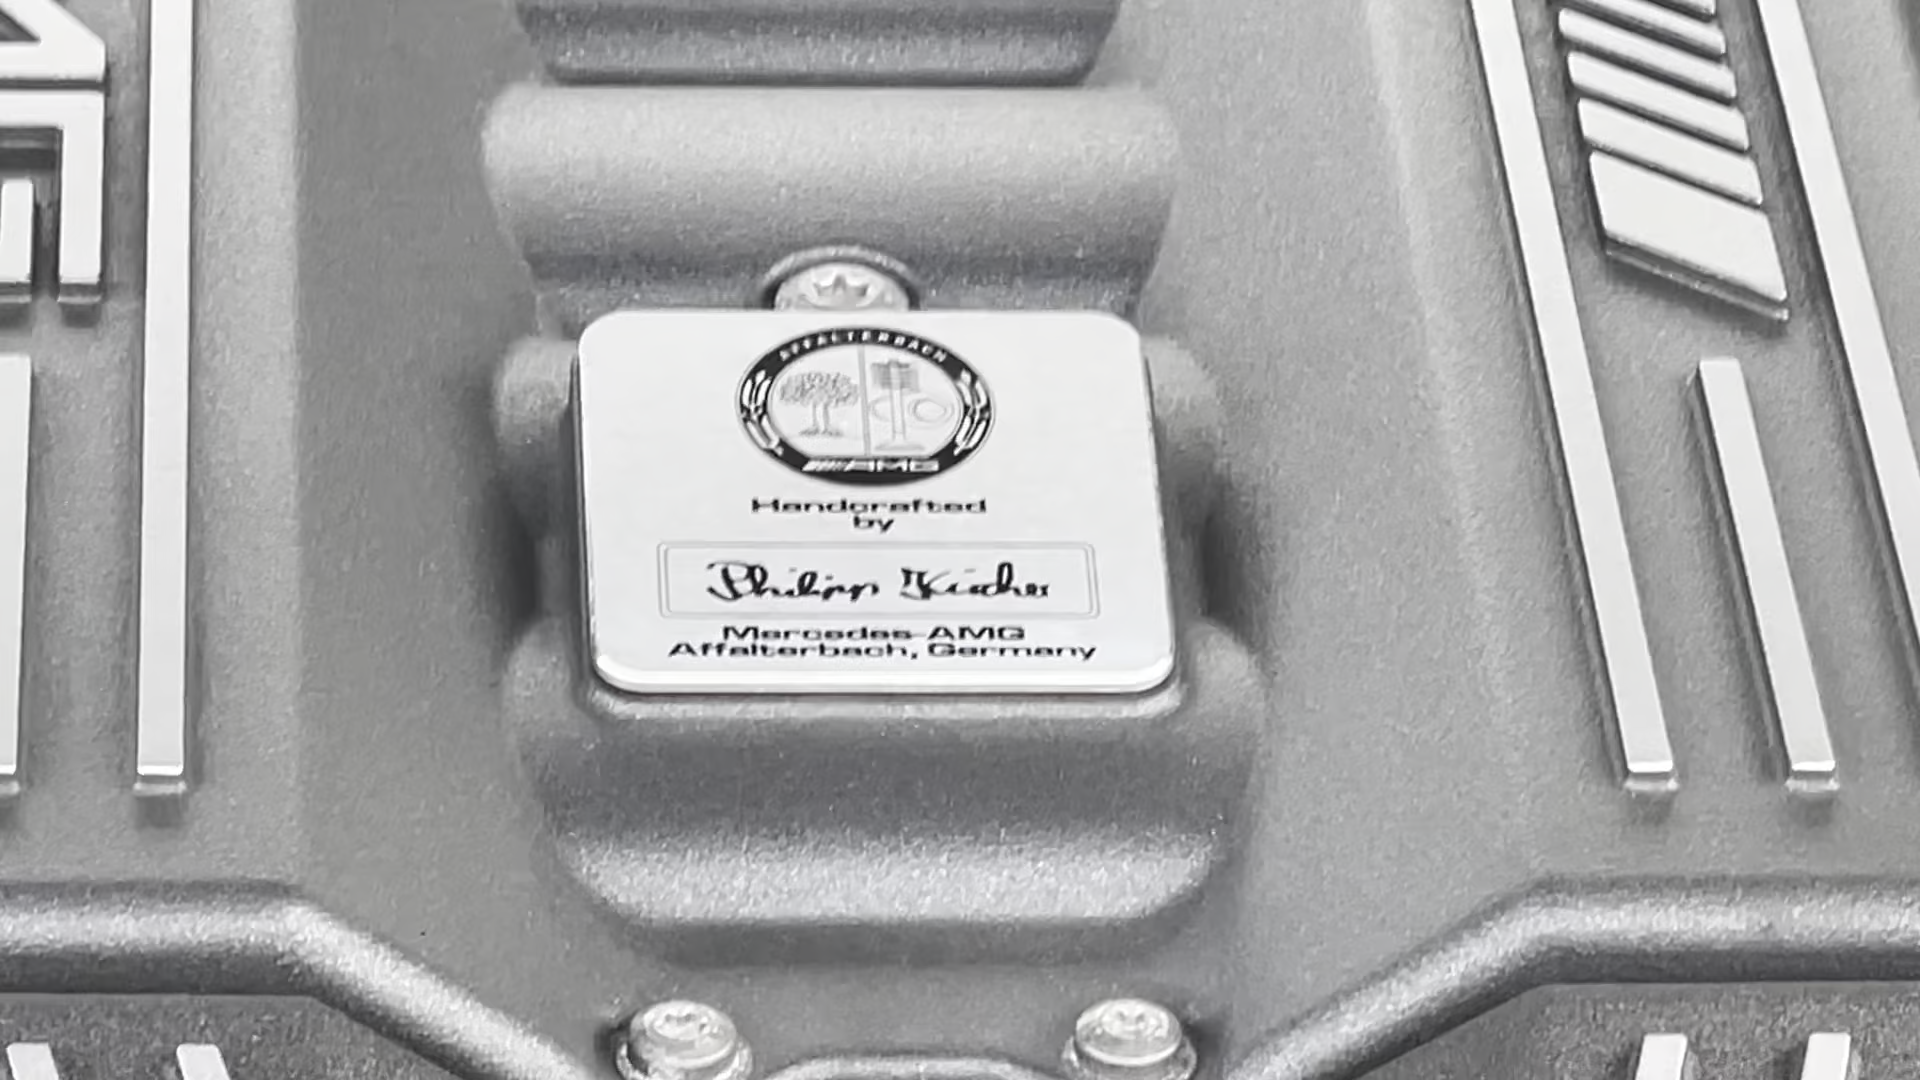 AFFALTERBACH
AMG
Handcrafted
by
Philipp
Mercedes-AMG
Affalterbach, Germany